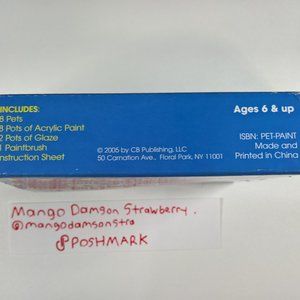 INCLUDES:
8 Pets
8 Pots of Acrylic Paint
2 Pots of Glaze
1 Paintbrush
nstruction Sheet
© 2005 by CB Publishing, LLC
50 Carnation Ave., Floral Park, NY 11001
Ages 6 & up
ISBN: PET-PAINT
Made and
Printed in China
Mango Damson Strawberry.
@mangodamsonstra
POSHMARK